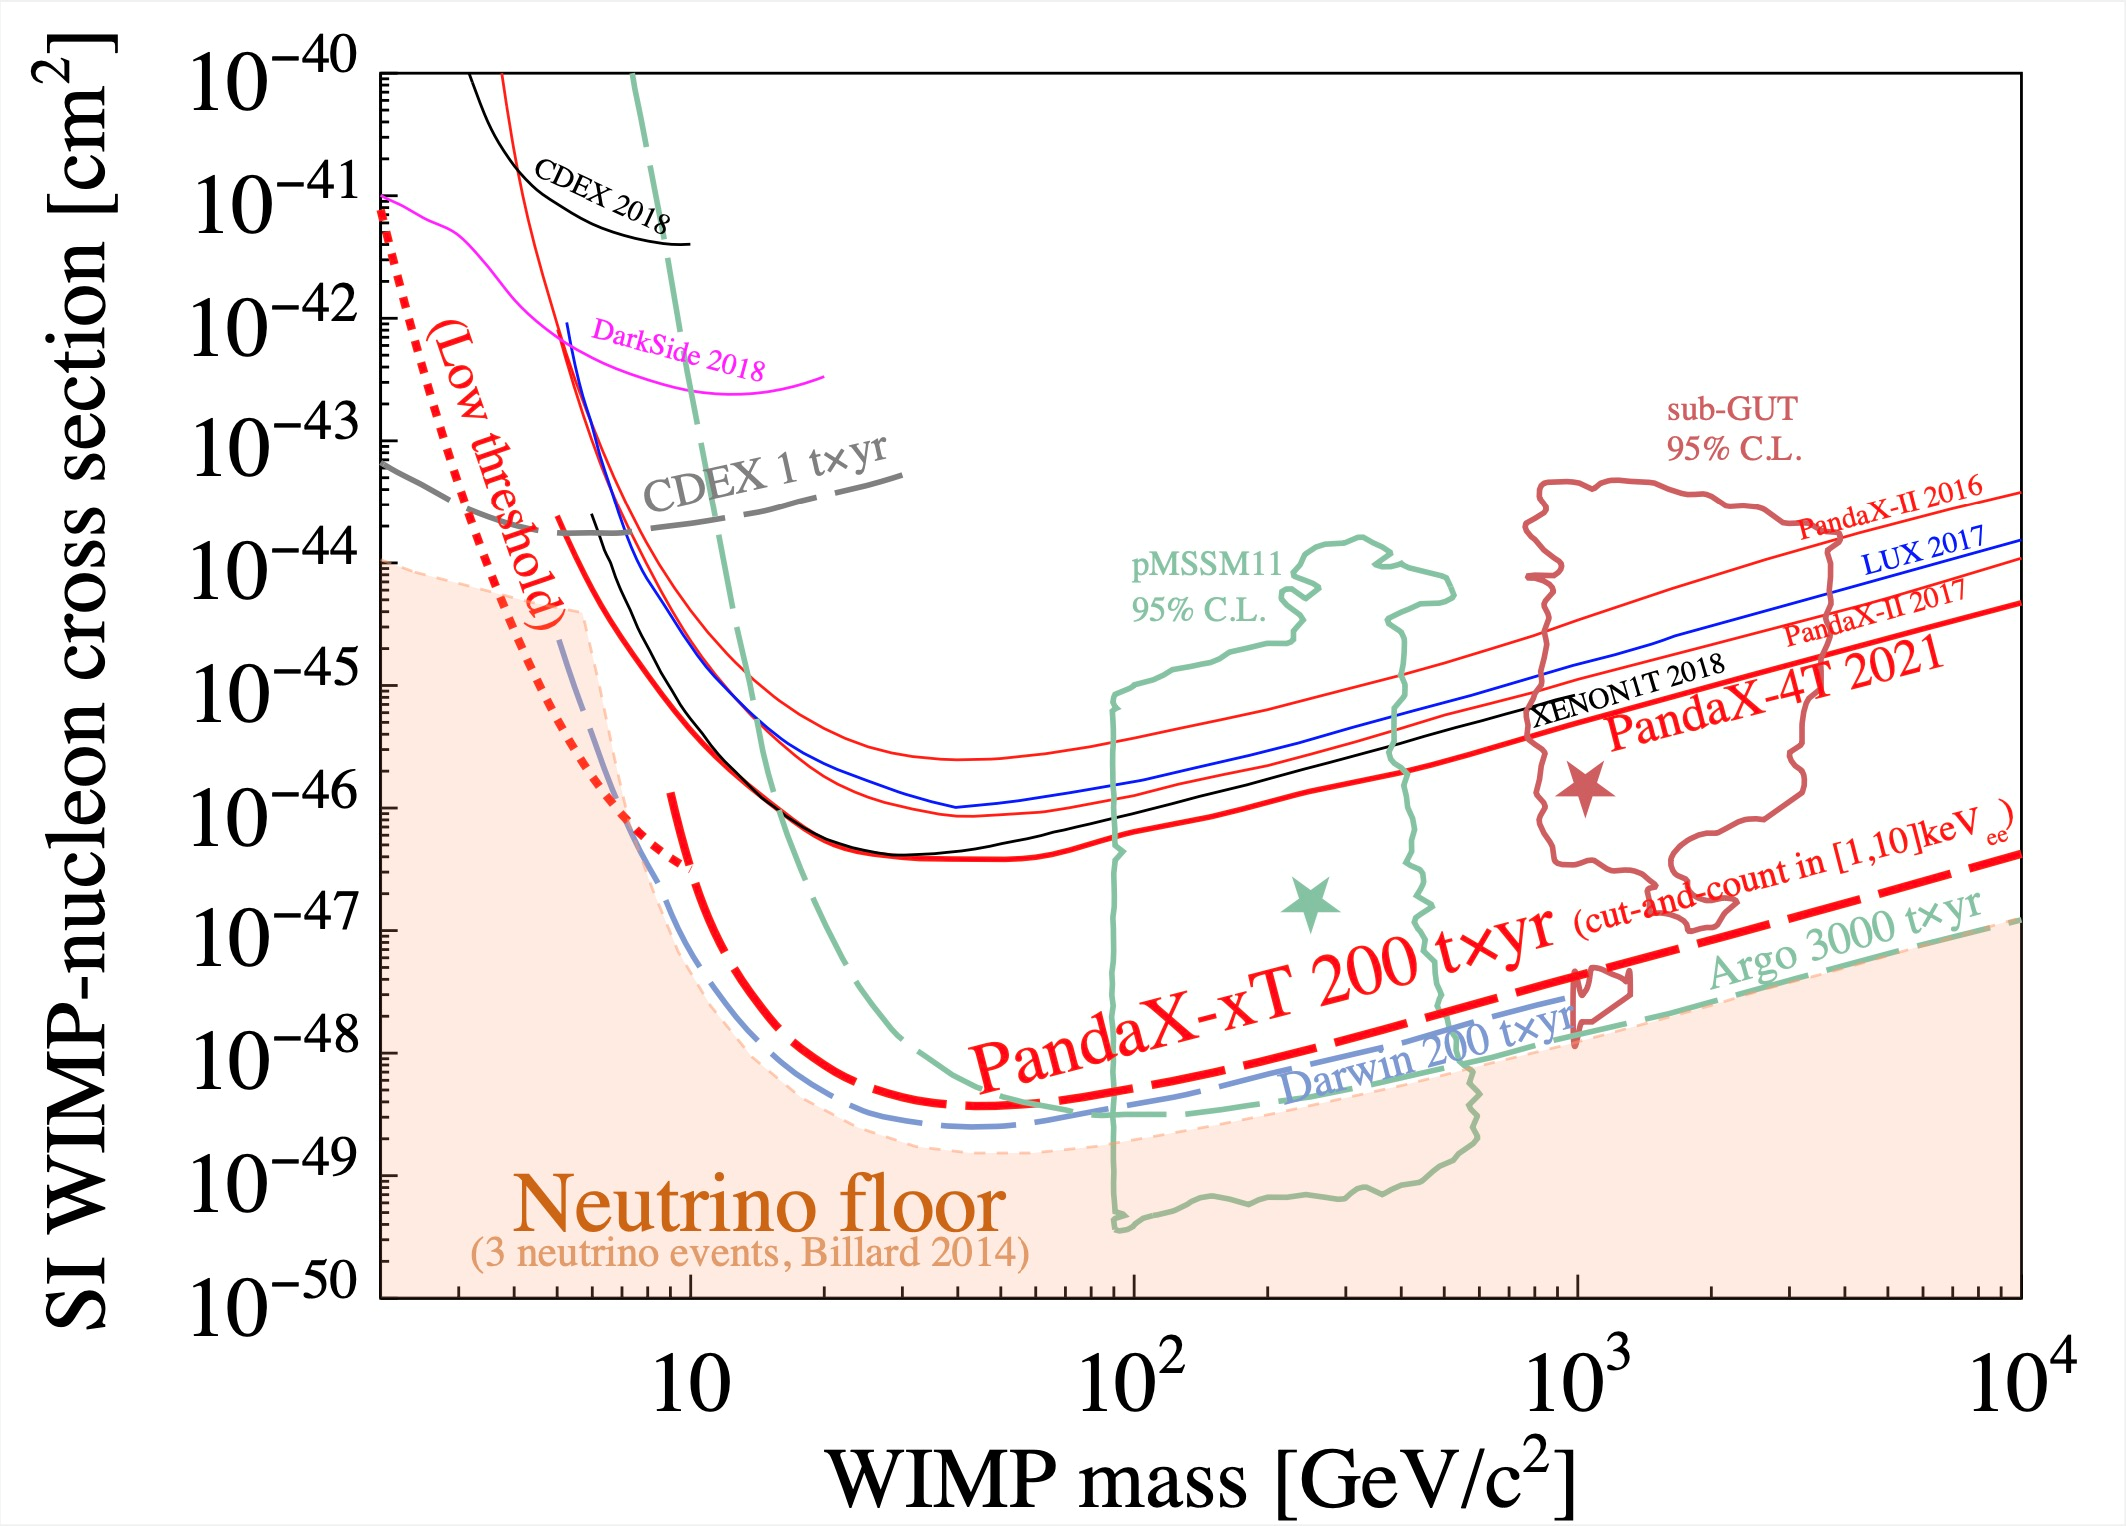 SI WIMP-nucleon cross section [cm²]
10⁻⁴⁰
10⁻⁴¹
10⁻⁴²
10⁻⁴³
10⁻⁴⁴
10⁻⁴⁵
10⁻⁴⁶
10⁻⁴⁷
10⁻⁴⁸
10⁻⁴⁹
10⁻⁵⁰
CDEX 2018
DarkSide 2018
(Low threshold)
CDEX 1 t×yr
sub-GUT
95% C.L.
pMSSM11
95% C.L.
PandaX-II 2016
LUX 2017
PandaX-II 2017
XENON1T 2018
PandaX-4T 2021
PandaX-xT 200 t×yr (cut-and-count in [1,10]keVₑₑ)
Argo 3000 t×yr
Darwin 200 t×yr
Neutrino floor
(3 neutrino events, Billard 2014)
10
10²
10³
10⁴
WIMP mass [GeV/c²]